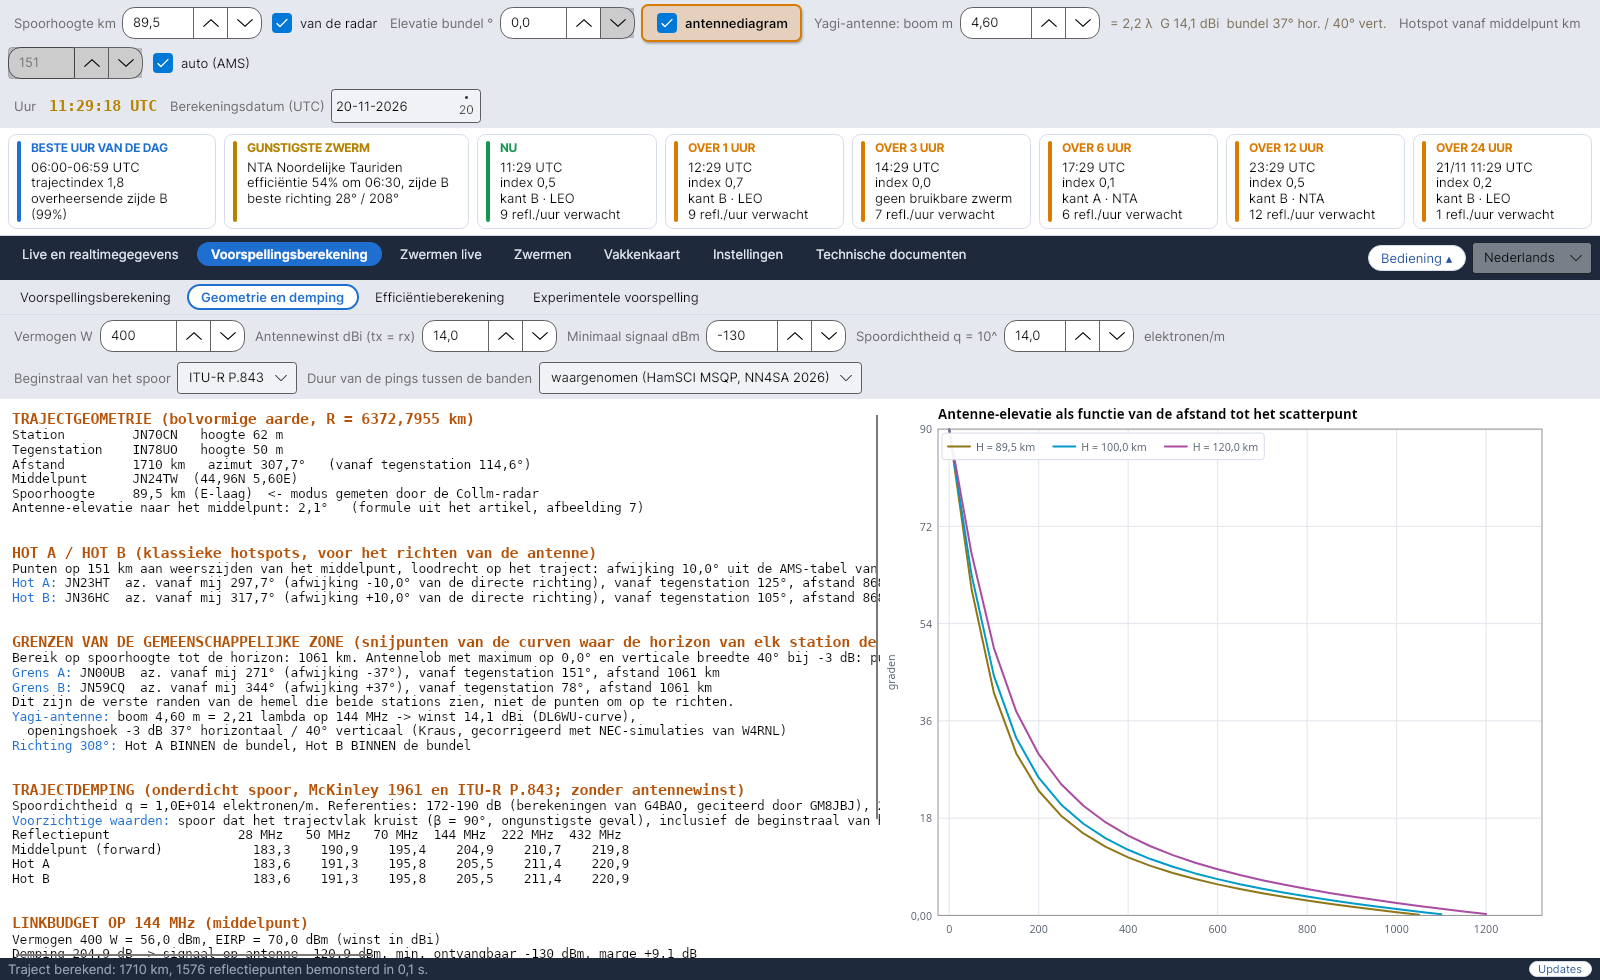 Spoorhoogte km 89,5 van de radar Elevatie bundel ° 0,0 antennediagram Yagi-antenne: boom m 4,60 = 2,2 λ G 14,1 dBi bundel 37° hor. / 40° vert. Hotspot vanaf middelpunt km
151 auto (AMS)
Uur 11:29:18 UTC Berekeningsdatum (UTC) 20-11-2026 20
BESTE UUR VAN DE DAG
06:00-06:59 UTC
trajectindex 1,8
overheersende zijde B
(99%)
GUNSTIGSTE ZWERM
NTA Noordelijke Tauriden
efficiëntie 54% om 06:30, zijde B
beste richting 28° / 208°
NU
11:29 UTC
index 0,5
kant B · LEO
9 refl./uur verwacht
OVER 1 UUR
12:29 UTC
index 0,7
kant B · LEO
9 refl./uur verwacht
OVER 3 UUR
14:29 UTC
index 0,0
geen bruikbare zwerm
7 refl./uur verwacht
OVER 6 UUR
17:29 UTC
index 0,1
kant A · NTA
6 refl./uur verwacht
OVER 12 UUR
23:29 UTC
index 0,5
kant B · NTA
12 refl./uur verwacht
OVER 24 UUR
21/11 11:29 UTC
index 0,2
kant B · LEO
1 refl./uur verwacht
Live en realtimegegevens Voorspellingsberekening Zwermen live Zwermen Vakkenkaart Instellingen Technische documenten Bediening ▴ Nederlands
Voorspellingsberekening Geometrie en demping Efficiëntieberekening Experimentele voorspelling
Vermogen W 400 Antennewinst dBi (tx = rx) 14,0 Minimaal signaal dBm -130 Spoordichtheid q = 10^ 14,0 elektronen/m
Beginstraal van het spoor ITU-R P.843 Duur van de pings tussen de banden waargenomen (HamSCI MSQP, NN4SA 2026)
TRAJECTGEOMETRIE (bolvormige aarde, R = 6372,7955 km)
Station JN70CN hoogte 62 m
Tegenstation IN78UO hoogte 50 m
Afstand 1710 km azimut 307,7° (vanaf tegenstation 114,6°)
Middelpunt JN24TW (44,96N 5,60E)
Spoorhoogte 89,5 km (E-laag) <- modus gemeten door de Collm-radar
Antenne-elevatie naar het middelpunt: 2,1° (formule uit het artikel, afbeelding 7)
HOT A / HOT B (klassieke hotspots, voor het richten van de antenne)
Punten op 151 km aan weerszijden van het middelpunt, loodrecht op het traject: afwijking 10,0° uit de AMS-tabel van
Hot A: JN23HT az. vanaf mij 297,7° (afwijking -10,0° van de directe richting), vanaf tegenstation 125°, afstand 86
Hot B: JN36HC az. vanaf mij 317,7° (afwijking +10,0° van de directe richting), vanaf tegenstation 105°, afstand 86
GRENZEN VAN DE GEMEENSCHAPPELIJKE ZONE (snijpunten van de curven waar de horizon van elk station de
Bereik op spoorhoogte tot de horizon: 1061 km. Antennelob met maximum op 0,0° en verticale breedte 40° bij -3 dB:
Grens A: JN00UB az. vanaf mij 271° (afwijking -37°), vanaf tegenstation 151°, afstand 1061 km
Grens B: JN59CQ az. vanaf mij 344° (afwijking +37°), vanaf tegenstation 78°, afstand 1061 km
Dit zijn de verste randen van de hemel die beide stations zien, niet de punten om op te richten.
Yagi-antenne: boom 4,60 m = 2,21 lambda op 144 MHz -> winst 14,1 dBi (DL6WU-curve),
openingshoek -3 dB 37° horizontaal / 40° verticaal (Kraus, gecorrigeerd met NEC-simulaties van W4RNL)
Richting 308°: Hot A BINNEN de bundel, Hot B BINNEN de bundel
TRAJECTDEMPING (onderdicht spoor, McKinley 1961 en ITU-R P.843; zonder antennewinst)
Spoordichtheid q = 1,0E+014 elektronen/m. Referenties: 172-190 dB (berekeningen van G4BAO, geciteerd door GM8JBJ),
Voorzichtige waarden: spoor dat het trajectvlak kruist (β = 90°, ongunstigste geval), inclusief de beginstraal van
Reflectiepunt 28 MHz 50 MHz 70 MHz 144 MHz 222 MHz 432 MHz
Middelpunt (forward) 183,3 190,9 195,4 204,9 210,7 219,8
Hot A 183,6 191,3 195,8 205,5 211,4 220,9
Hot B 183,6 191,3 195,8 205,5 211,4 220,9
LINKBUDGET OP 144 MHz (middelpunt)
Vermogen 400 W = 56,0 dBm, EIRP = 70,0 dBm (winst in dBi)
Demping 204,9 dB -> signaal op antenne -120,9 dBm, min. ontvangbaar -130 dBm, marge +9,1 dB
Antenne-elevatie als functie van de afstand tot het scatterpunt
H = 89,5 km H = 100,0 km H = 120,0 km
graden
90
72
54
36
18
0,00
0 200 400 600 800 1000 1200
Traject berekend: 1710 km, 1576 reflectiepunten bemonsterd in 0,1 s. Updates